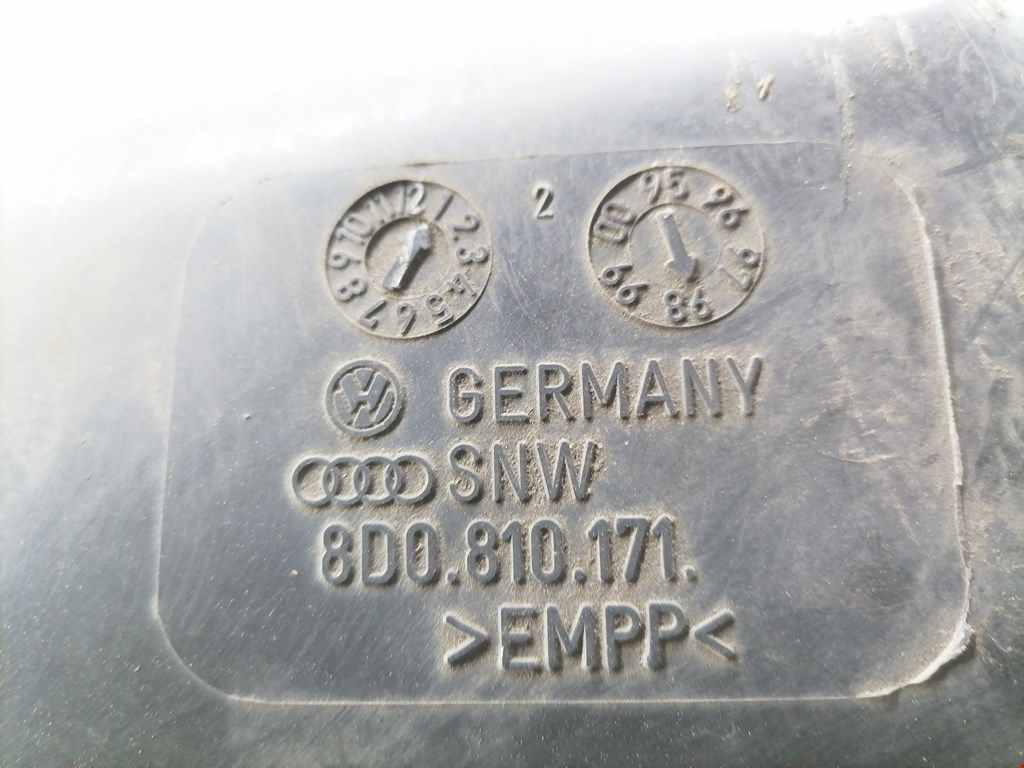 1 2 3 4 5 6 7 8 9 10 11 12
2
95 96 97 98 99 00
VW GERMANY
SNW
8D0.810.171.
>EMPP<